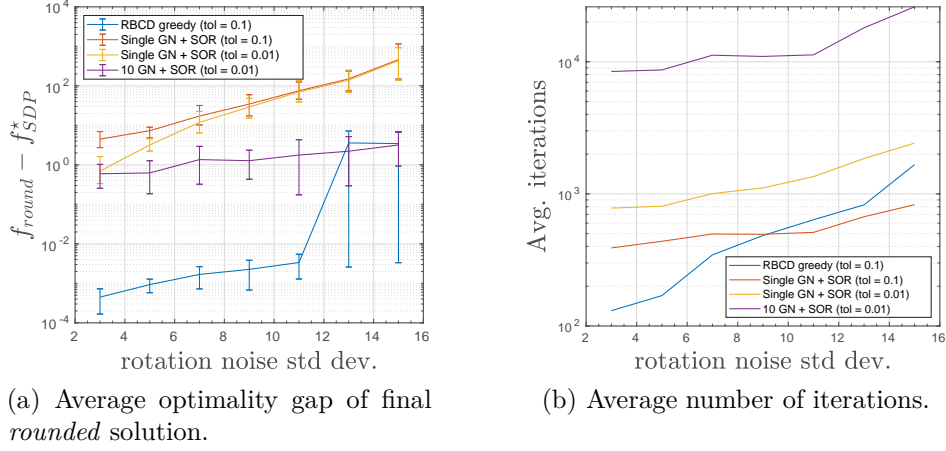 RBCD greedy (tol = 0.1)
Single GN + SOR (tol = 0.1)
Single GN + SOR (tol = 0.01)
10 GN + SOR (tol = 0.01)
10^4
10^2
10^0
10^-2
10^-4
f_round − f^⋆_SDP
2 4 6 8 10 12 14 16
rotation noise std dev.
(a) Average optimality gap of final
rounded solution.
10^4
10^3
10^2
Avg. iterations
RBCD greedy (tol = 0.1)
Single GN + SOR (tol = 0.1)
Single GN + SOR (tol = 0.01)
10 GN + SOR (tol = 0.01)
2 4 6 8 10 12 14 16
rotation noise std dev.
(b) Average number of iterations.